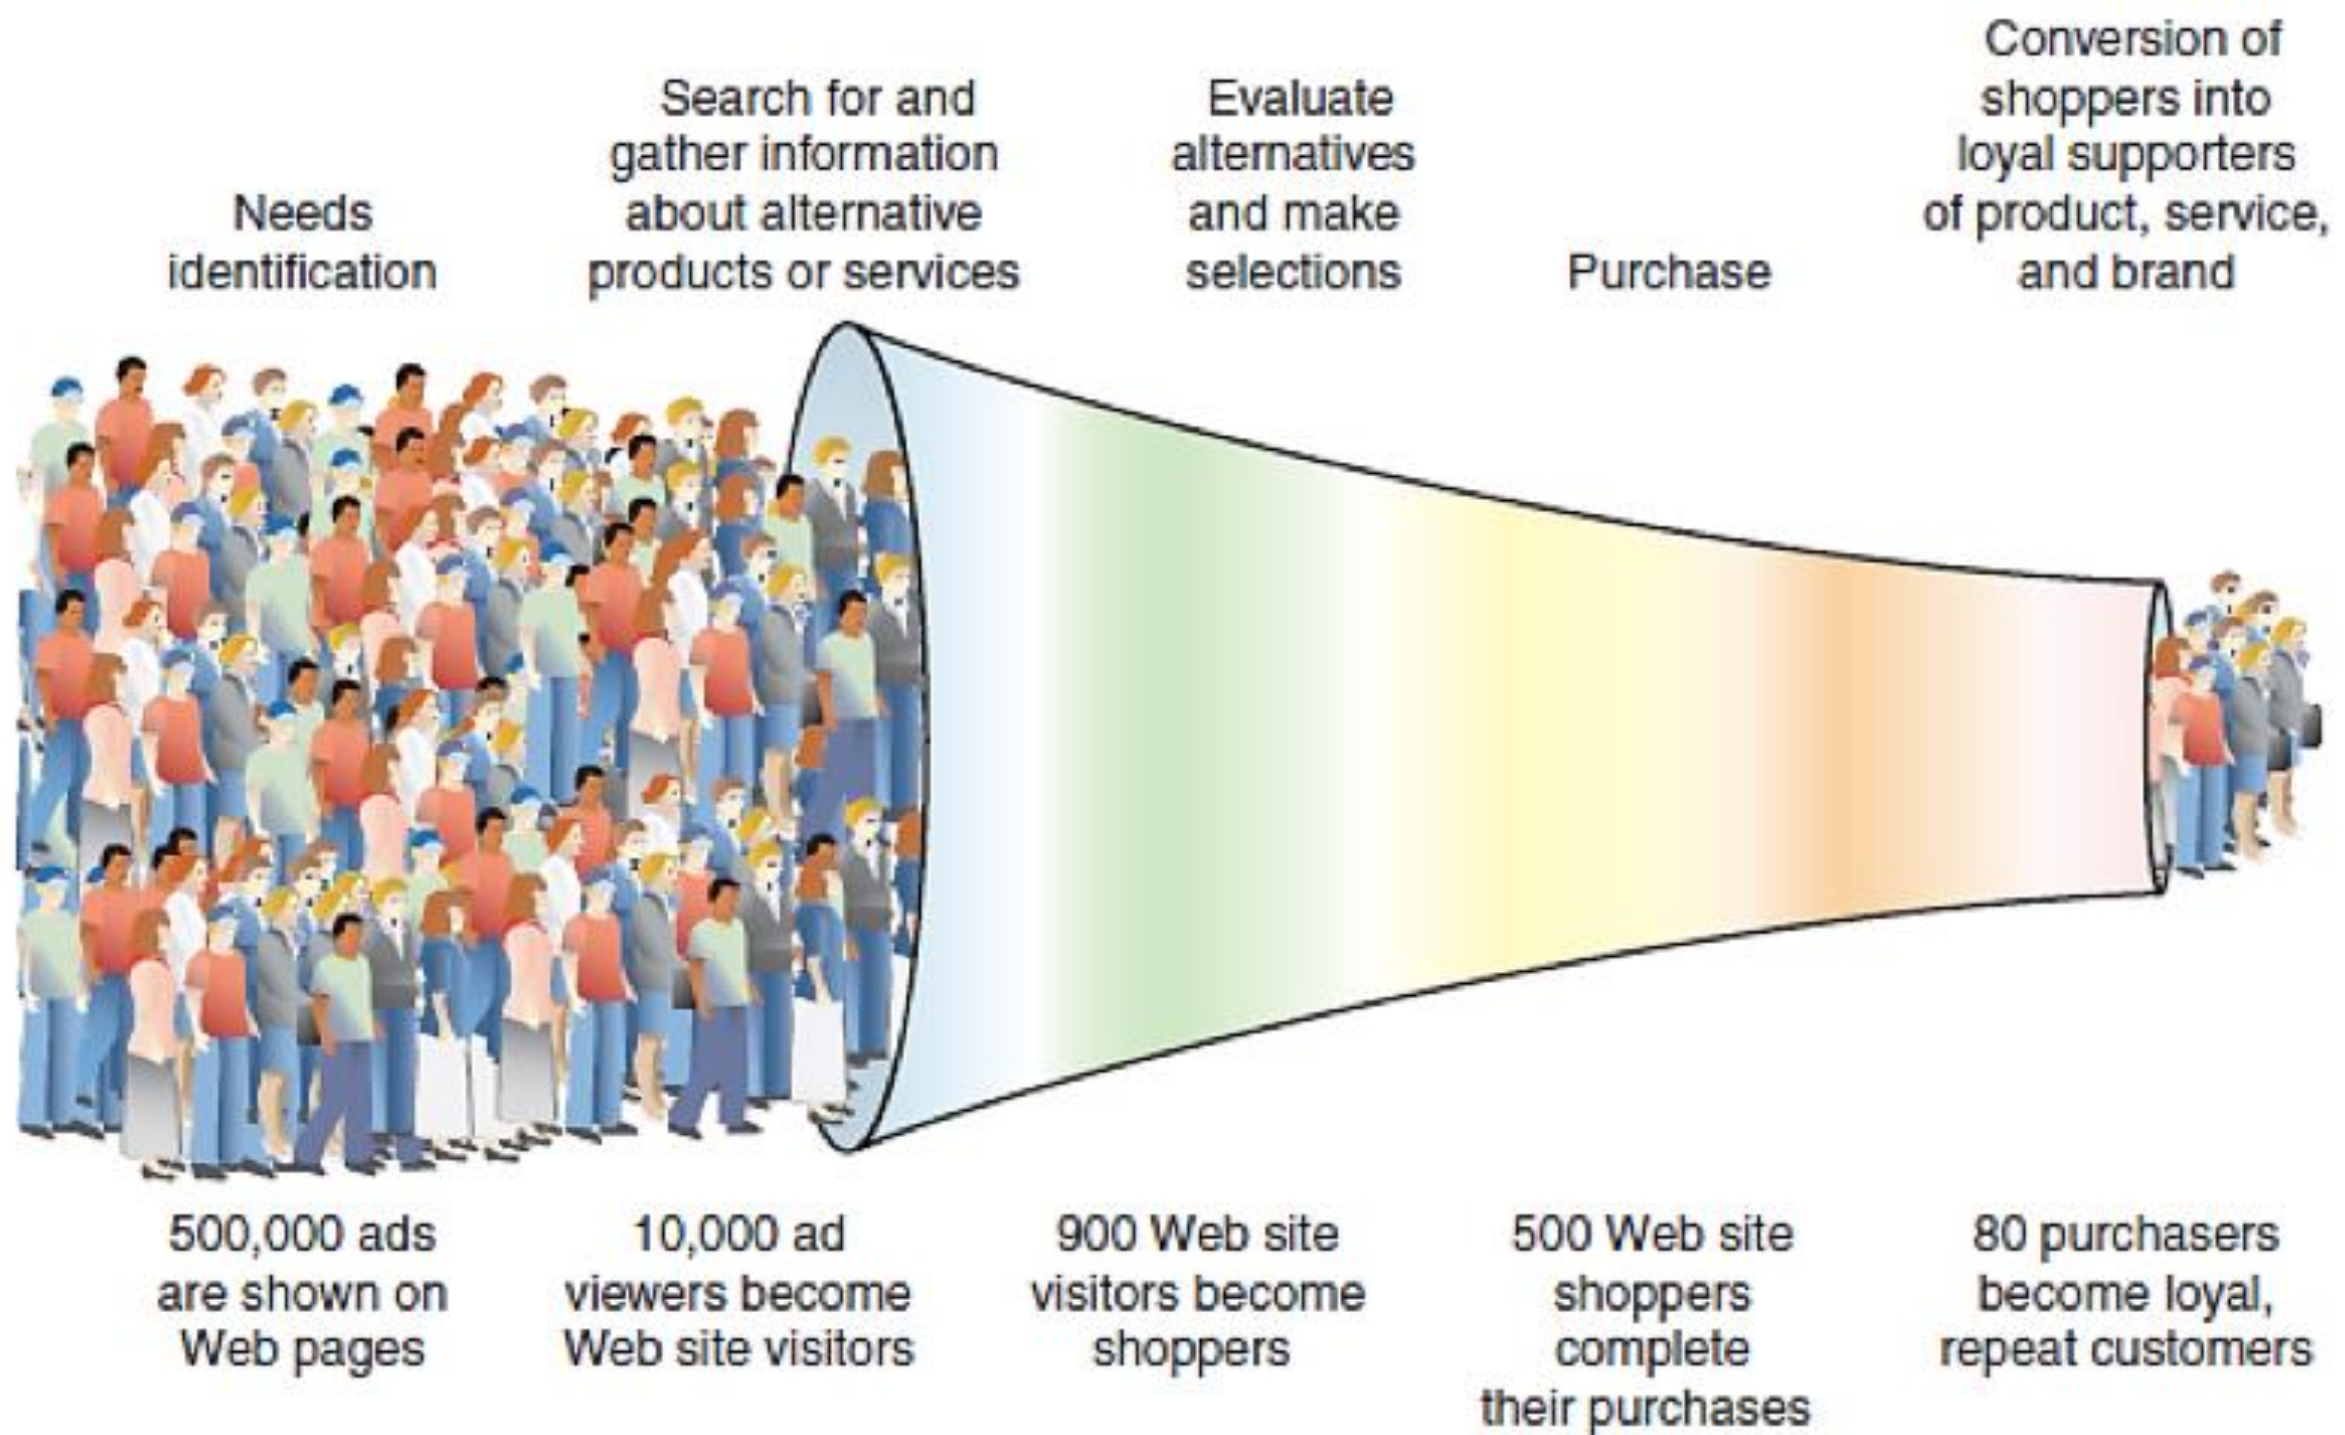 Needs
identification
Search for and
gather information
about alternative
products or services
Evaluate
alternatives
and make
selections
Purchase
Conversion of
shoppers into
loyal supporters
of product, service,
and brand
500,000 ads
are shown on
Web pages
10,000 ad
viewers become
Web site visitors
900 Web site
visitors become
shoppers
500 Web site
shoppers
complete
their purchases
80 purchasers
become loyal,
repeat customers